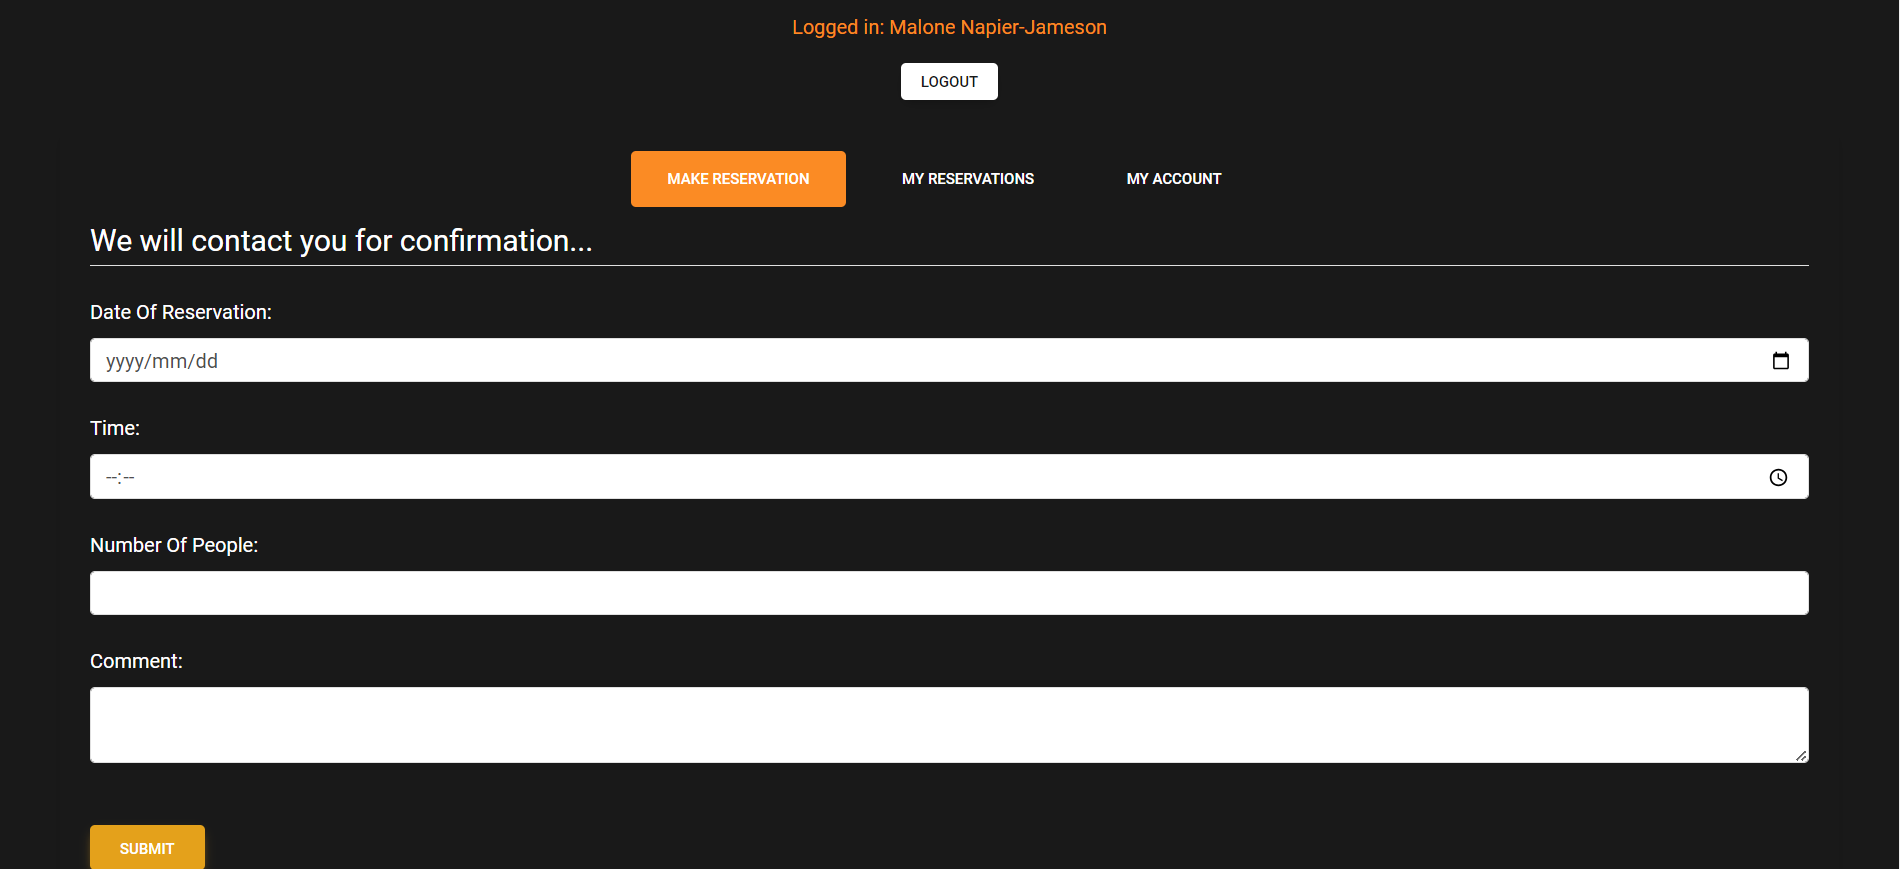 Logged in: Malone Napier-Jameson
LOGOUT
MAKE RESERVATION MY RESERVATIONS MY ACCOUNT
We will contact you for confirmation...
Date Of Reservation:
yyyy/mm/dd
Time:
--:--
Number Of People:
Comment:
SUBMIT